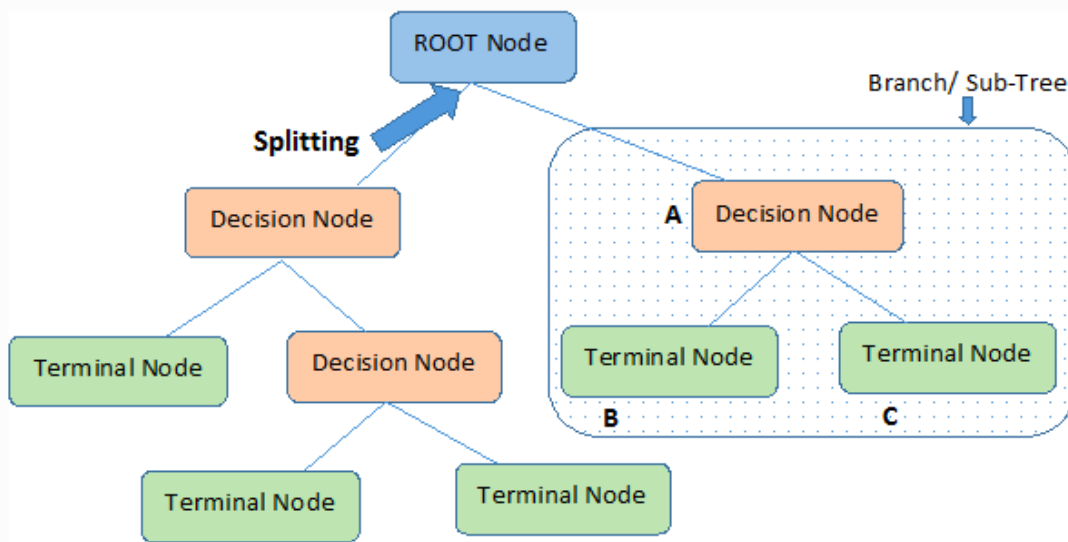 ROOT Node
Branch/ Sub-Tree
Splitting
Decision Node
A
Decision Node
Terminal Node
Decision Node
Terminal Node
Terminal Node
B
C
Terminal Node
Terminal Node